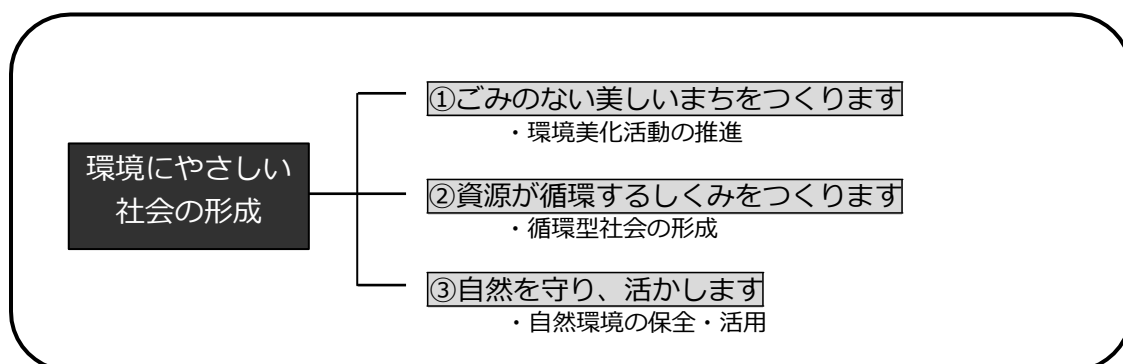 環境にやさしい
社会の形成
①ごみのない美しいまちをつくります
・環境美化活動の推進
②資源が循環するしくみをつくります
・循環型社会の形成
③自然を守り、活かします
・自然環境の保全・活用